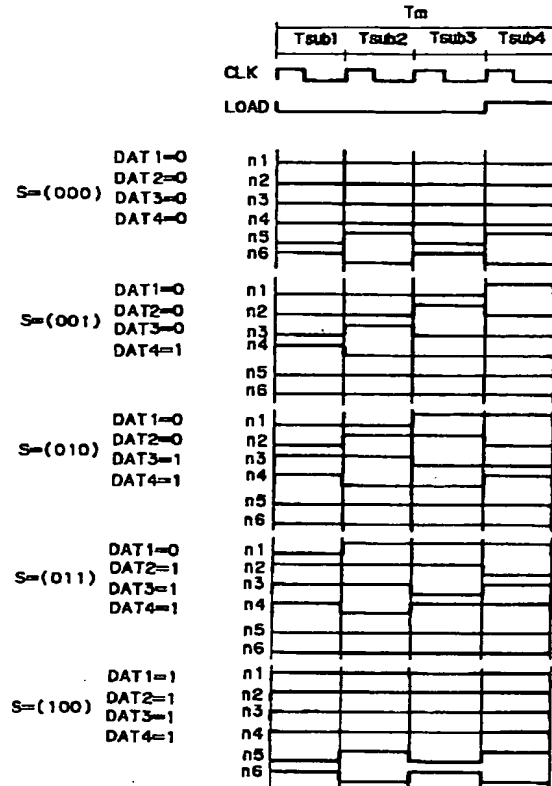 Tm
Tsub1 Tsub2 Tsub3 Tsub4
CLK
LOAD
S=(000)
DAT1=0
DAT2=0
DAT3=0
DAT4=0
n1
n2
n3
n4
n5
n6
S=(001)
DAT1=0
DAT2=0
DAT3=0
DAT4=1
n1
n2
n3
n4
n5
n6
S=(010)
DAT1=0
DAT2=0
DAT3=1
DAT4=1
n1
n2
n3
n4
n5
n6
S=(011)
DAT1=0
DAT2=1
DAT3=1
DAT4=1
n1
n2
n3
n4
n5
n6
S=(100)
DAT1=1
DAT2=1
DAT3=1
DAT4=1
n1
n2
n3
n4
n5
n6